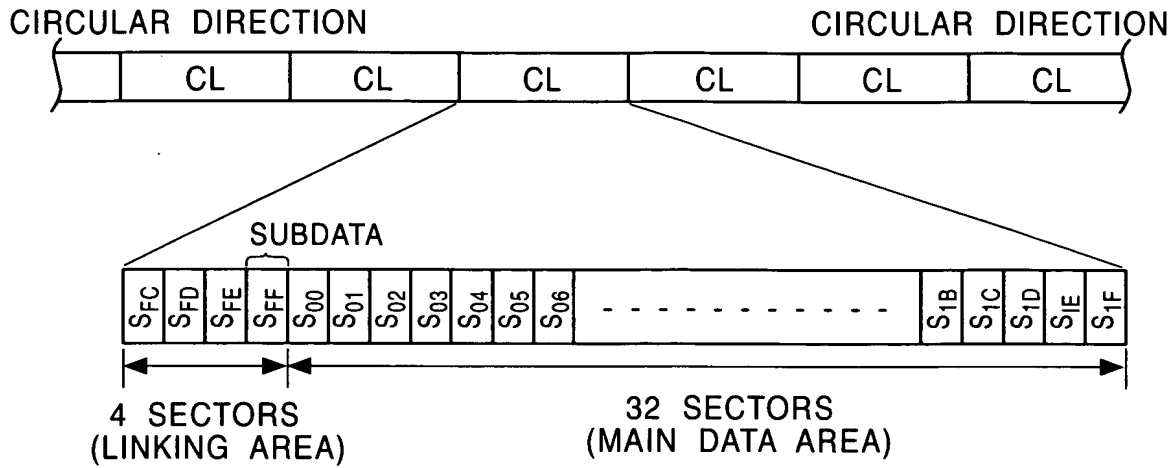 CIRCULAR DIRECTION CIRCULAR DIRECTION
CL CL CL CL CL CL
SUBDATA
SFC SFD SFE SFF S00 S01 S02 S03 S04 S05 S06 - - - - - - - - - - - S1B S1C S1D SIE S1F
4 SECTORS 32 SECTORS
(LINKING AREA) (MAIN DATA AREA)